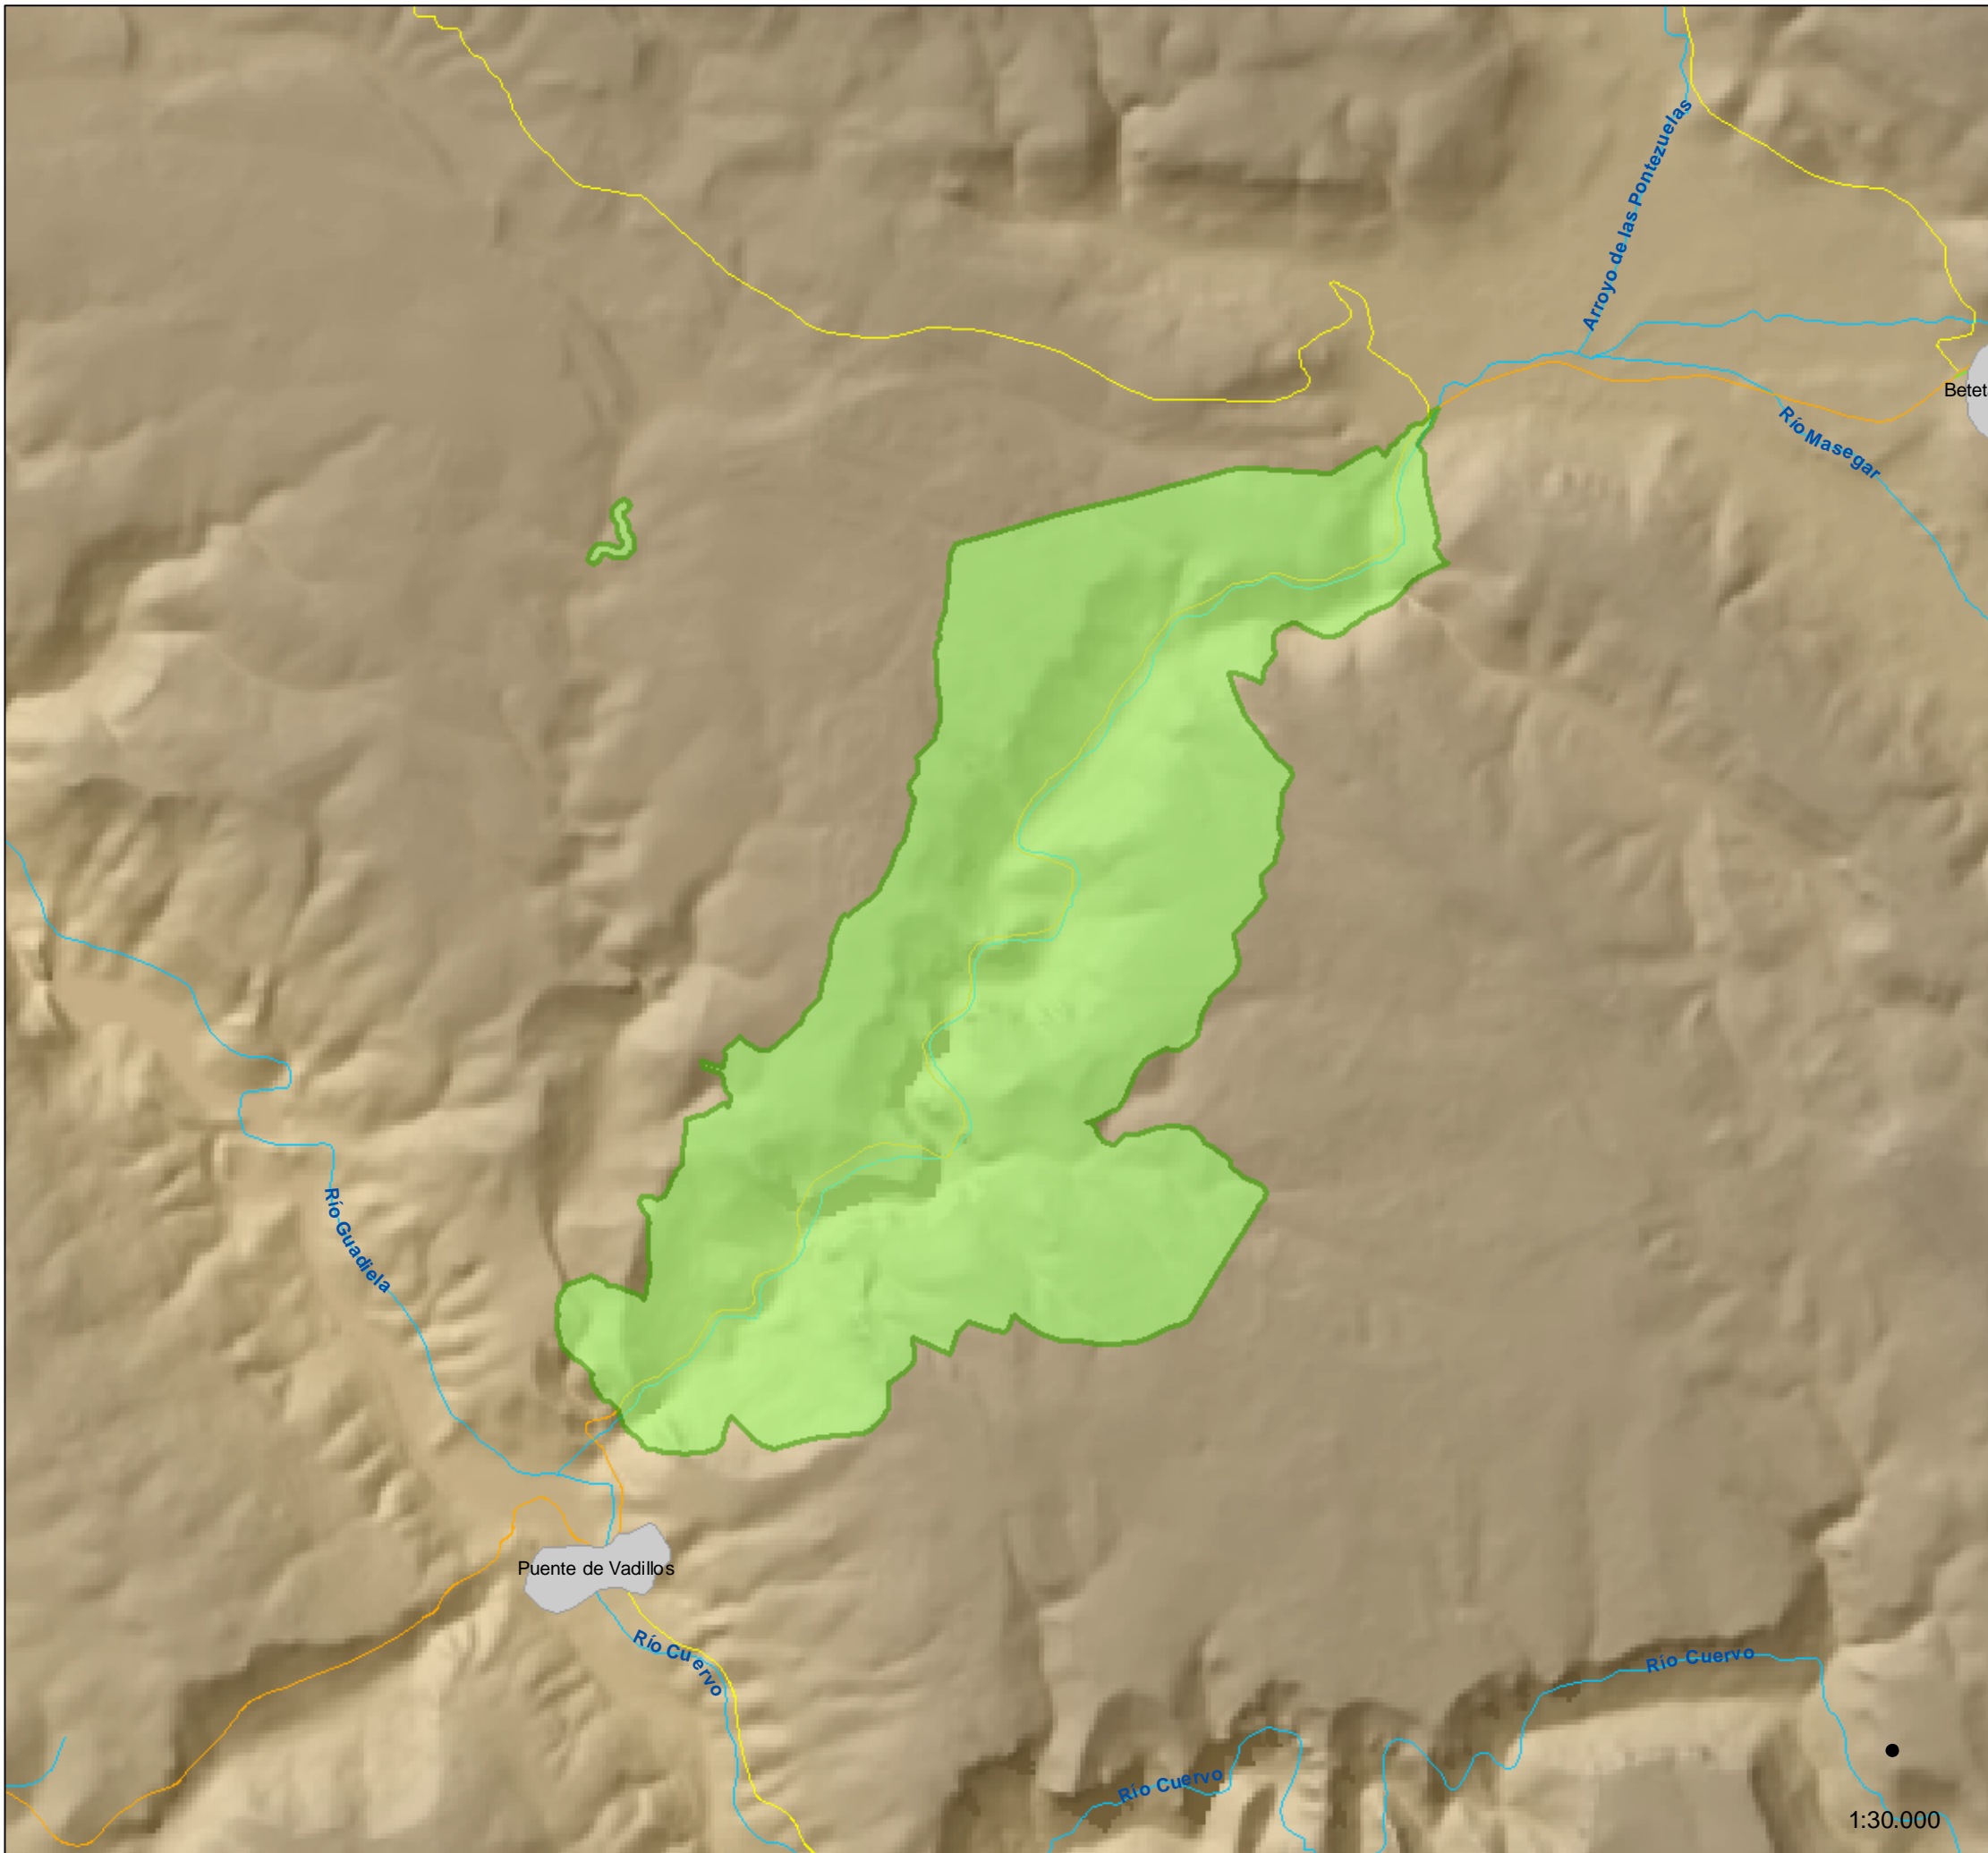 Arroyo de las Pontezuelas
Betet
Río Masegar
Río Guadiela
Puente de Vadillos
Río Cuervo
Río Cuervo
Río Cuervo
1:30.000